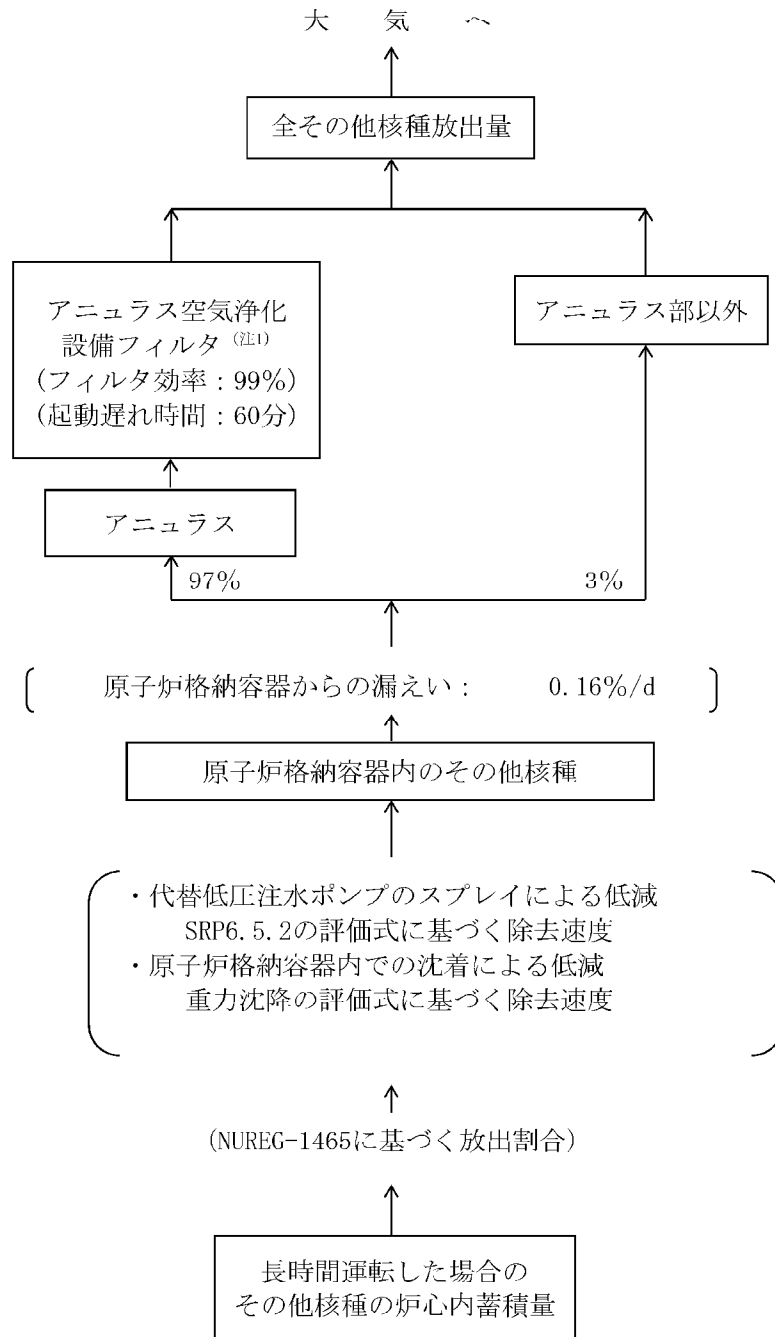 大　気　へ
全その他核種放出量
アニュラス空気浄化
設備フィルタ(注1)
(フィルタ効率：99%)
(起動遅れ時間：60分)
アニュラス部以外
アニュラス
97%
3%
原子炉格納容器からの漏えい：　0.16%/d
原子炉格納容器内のその他核種
・代替低圧注水ポンプのスプレイによる低減
SRP6.5.2の評価式に基づく除去速度
・原子炉格納容器内での沈着による低減
重力沈降の評価式に基づく除去速度
(NUREG-1465に基づく放出割合)
長時間運転した場合の
その他核種の炉心内蓄積量